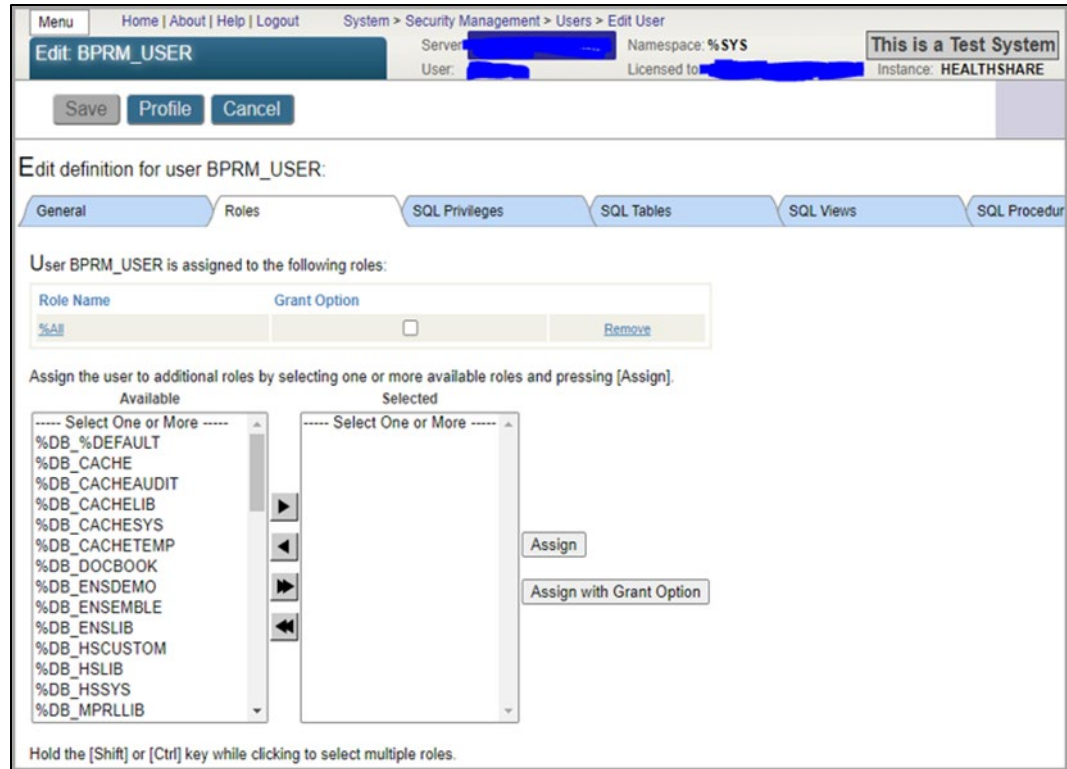 Menu Home | About | Help | Logout System > Security Management > Users > Edit User
Edit: BPRM_USER Server Namespace: %SYS This is a Test System
User: Licensed to Instance: HEALTHSHARE
Save Profile Cancel
Edit definition for user BPRM_USER:
General Roles SQL Privileges SQL Tables SQL Views SQL Procedur
User BPRM_USER is assigned to the following roles:
Role Name Grant Option
%All Remove
Assign the user to additional roles by selecting one or more available roles and pressing [Assign].
Available Selected
----- Select One or More ----- ----- Select One or More -----
%DB_%DEFAULT
%DB_CACHE
%DB_CACHEAUDIT
%DB_CACHELIB
%DB_CACHESYS
%DB_CACHETEMP
%DB_DOCBOOK
%DB_ENSDEMO
%DB_ENSEMBLE
%DB_ENSLIB
%DB_HSCUSTOM
%DB_HSLIB
%DB_HSSYS
%DB_MPRLLIB
Assign
Assign with Grant Option
Hold the [Shift] or [Ctrl] key while clicking to select multiple roles.